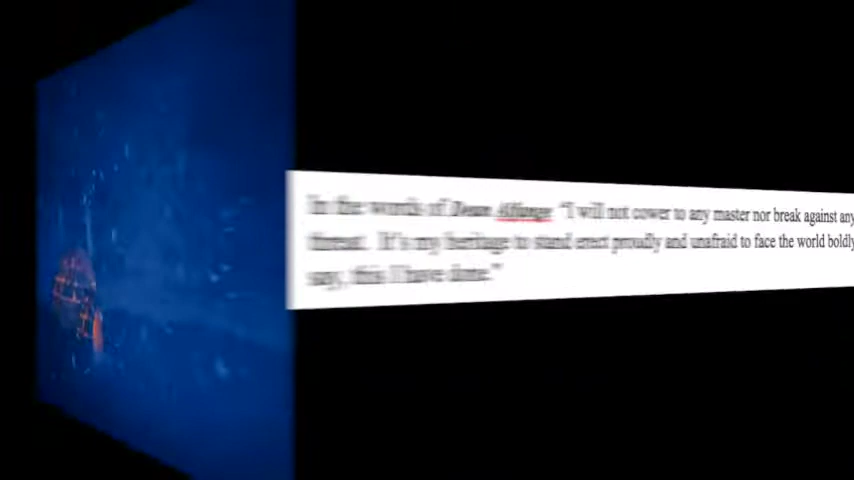 In the words of Dean Alfange "I will not cower to any master nor break against any
threat. It's my heritage to stand erect proudly and unafraid to face the world boldly
say, this I have done."